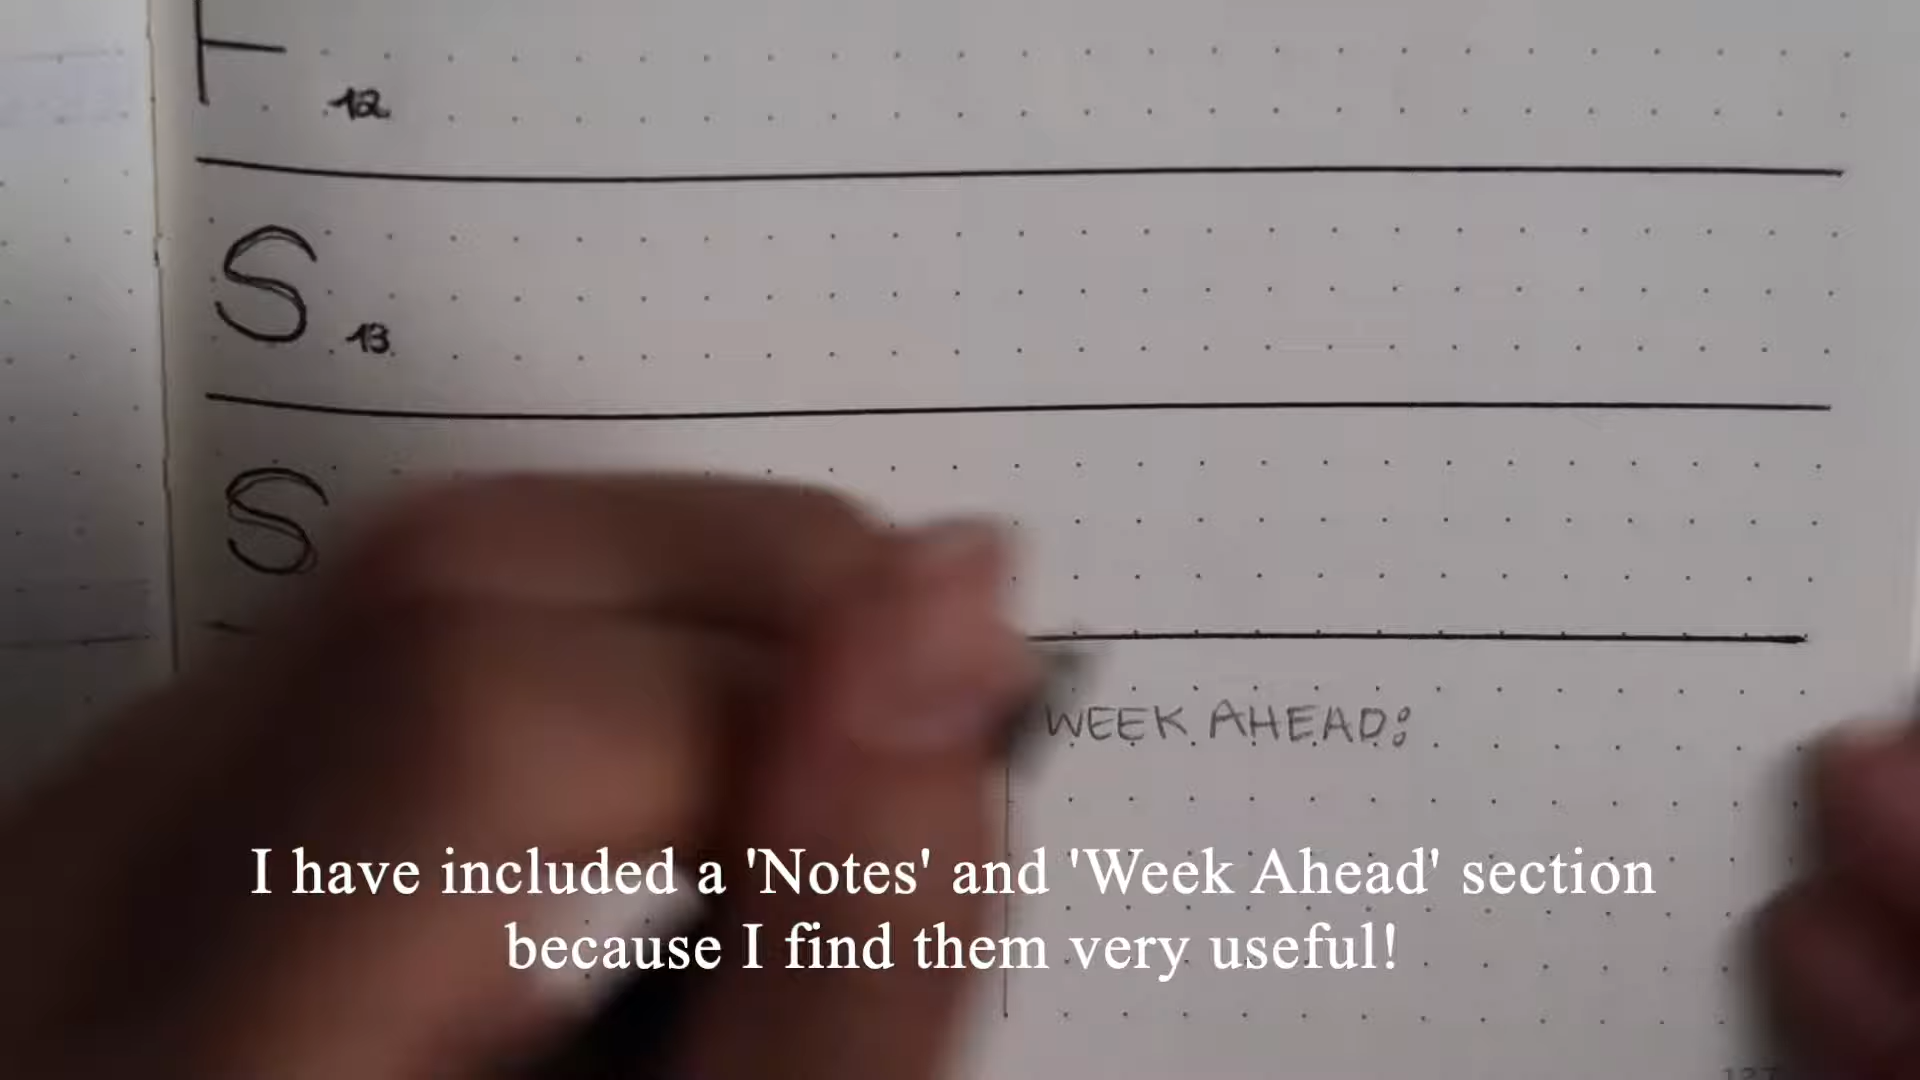 F
12
S
13
S
WEEK AHEAD:
I have included a 'Notes' and 'Week Ahead' section
because I find them very useful!